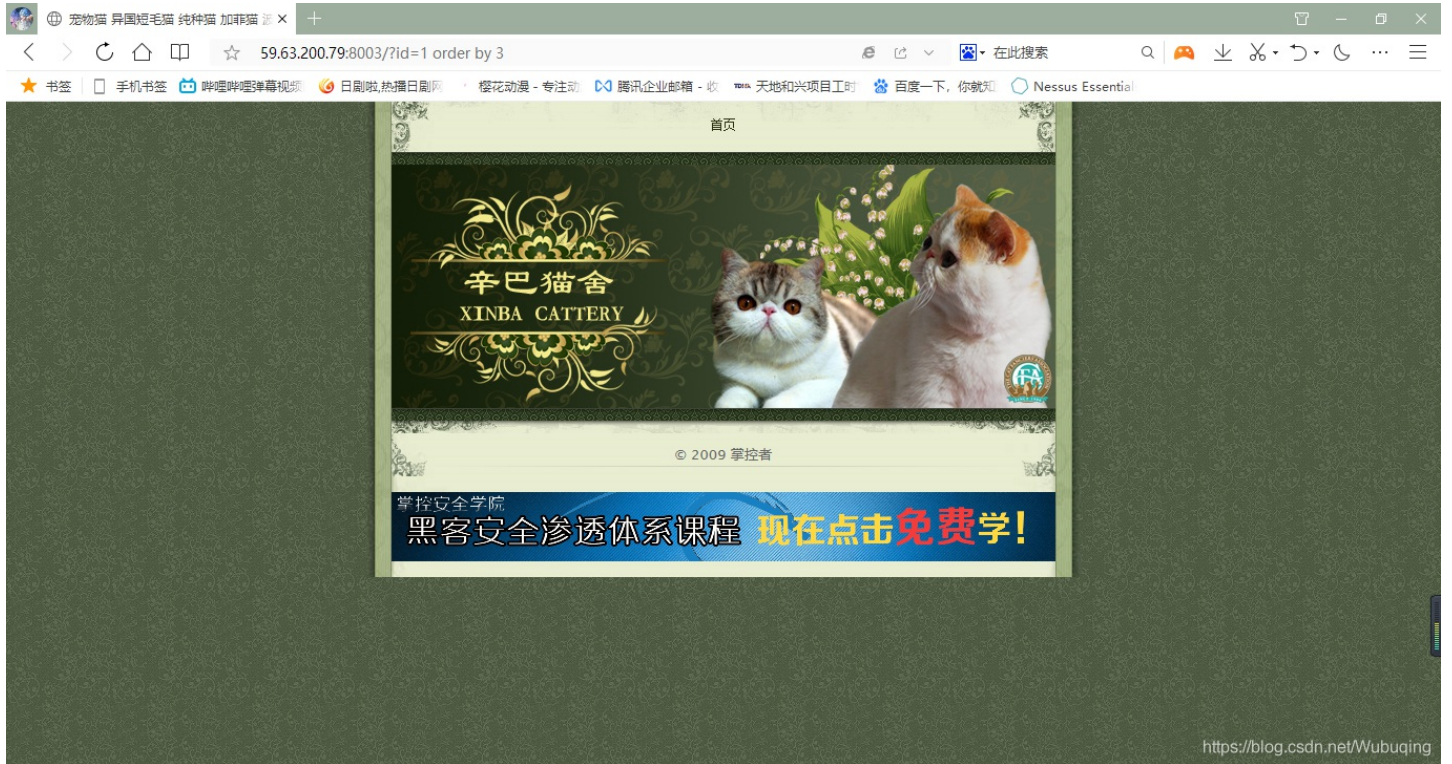 宠物猫 异国短毛猫 纯种猫 加菲猫
59.63.200.79:8003/?id=1 order by 3
在此搜索
书签
手机书签
哔哩哔哩弹幕视频
日剧啦,热播日剧网
樱花动漫 - 专注动
腾讯企业邮箱 - 收
天地和兴项目工时
百度一下，你就知
Nessus Essential
首页
辛巴猫舍
XINBA CATTERY
© 2009 掌控者
掌控安全学院
黑客安全渗透体系课程 现在点击免费学!
https://blog.csdn.net/Wubuqing